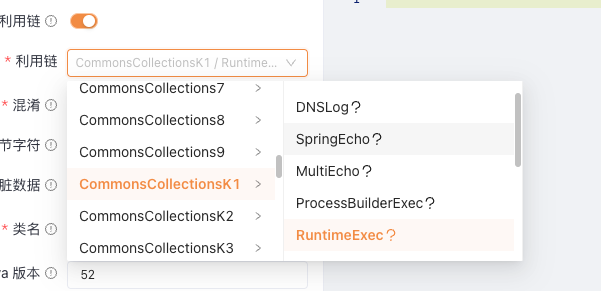 1
利用链
* 利用链 CommonsCollectionsK1 / Runtime...
* 混淆
节字符
脏数据
* 类名
va 版本 52
CommonsCollections7
CommonsCollections8
CommonsCollections9
CommonsCollectionsK1
CommonsCollectionsK2
CommonsCollectionsK3
DNSLog?
SpringEcho?
MultiEcho?
ProcessBuilderExec?
RuntimeExec?